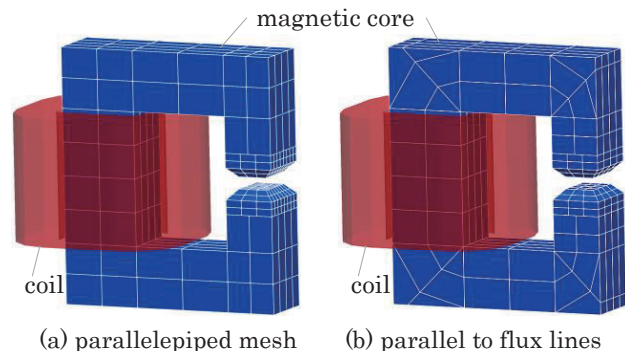 magnetic core
coil
coil
(a) parallelepiped mesh
(b) parallel to flux lines